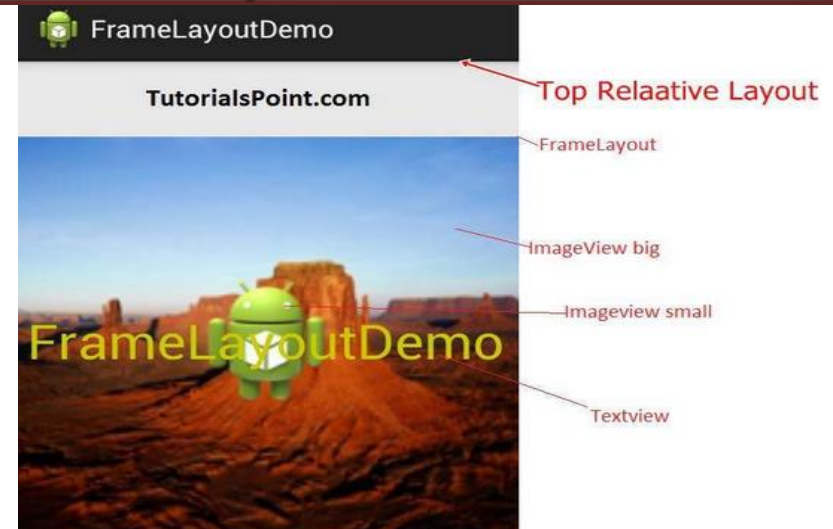 FrameLayoutDemo
TutorialsPoint.com
Top Relaative Layout
FrameLayout
ImageView big
Imageview small
FrameLayoutDemo
Textview